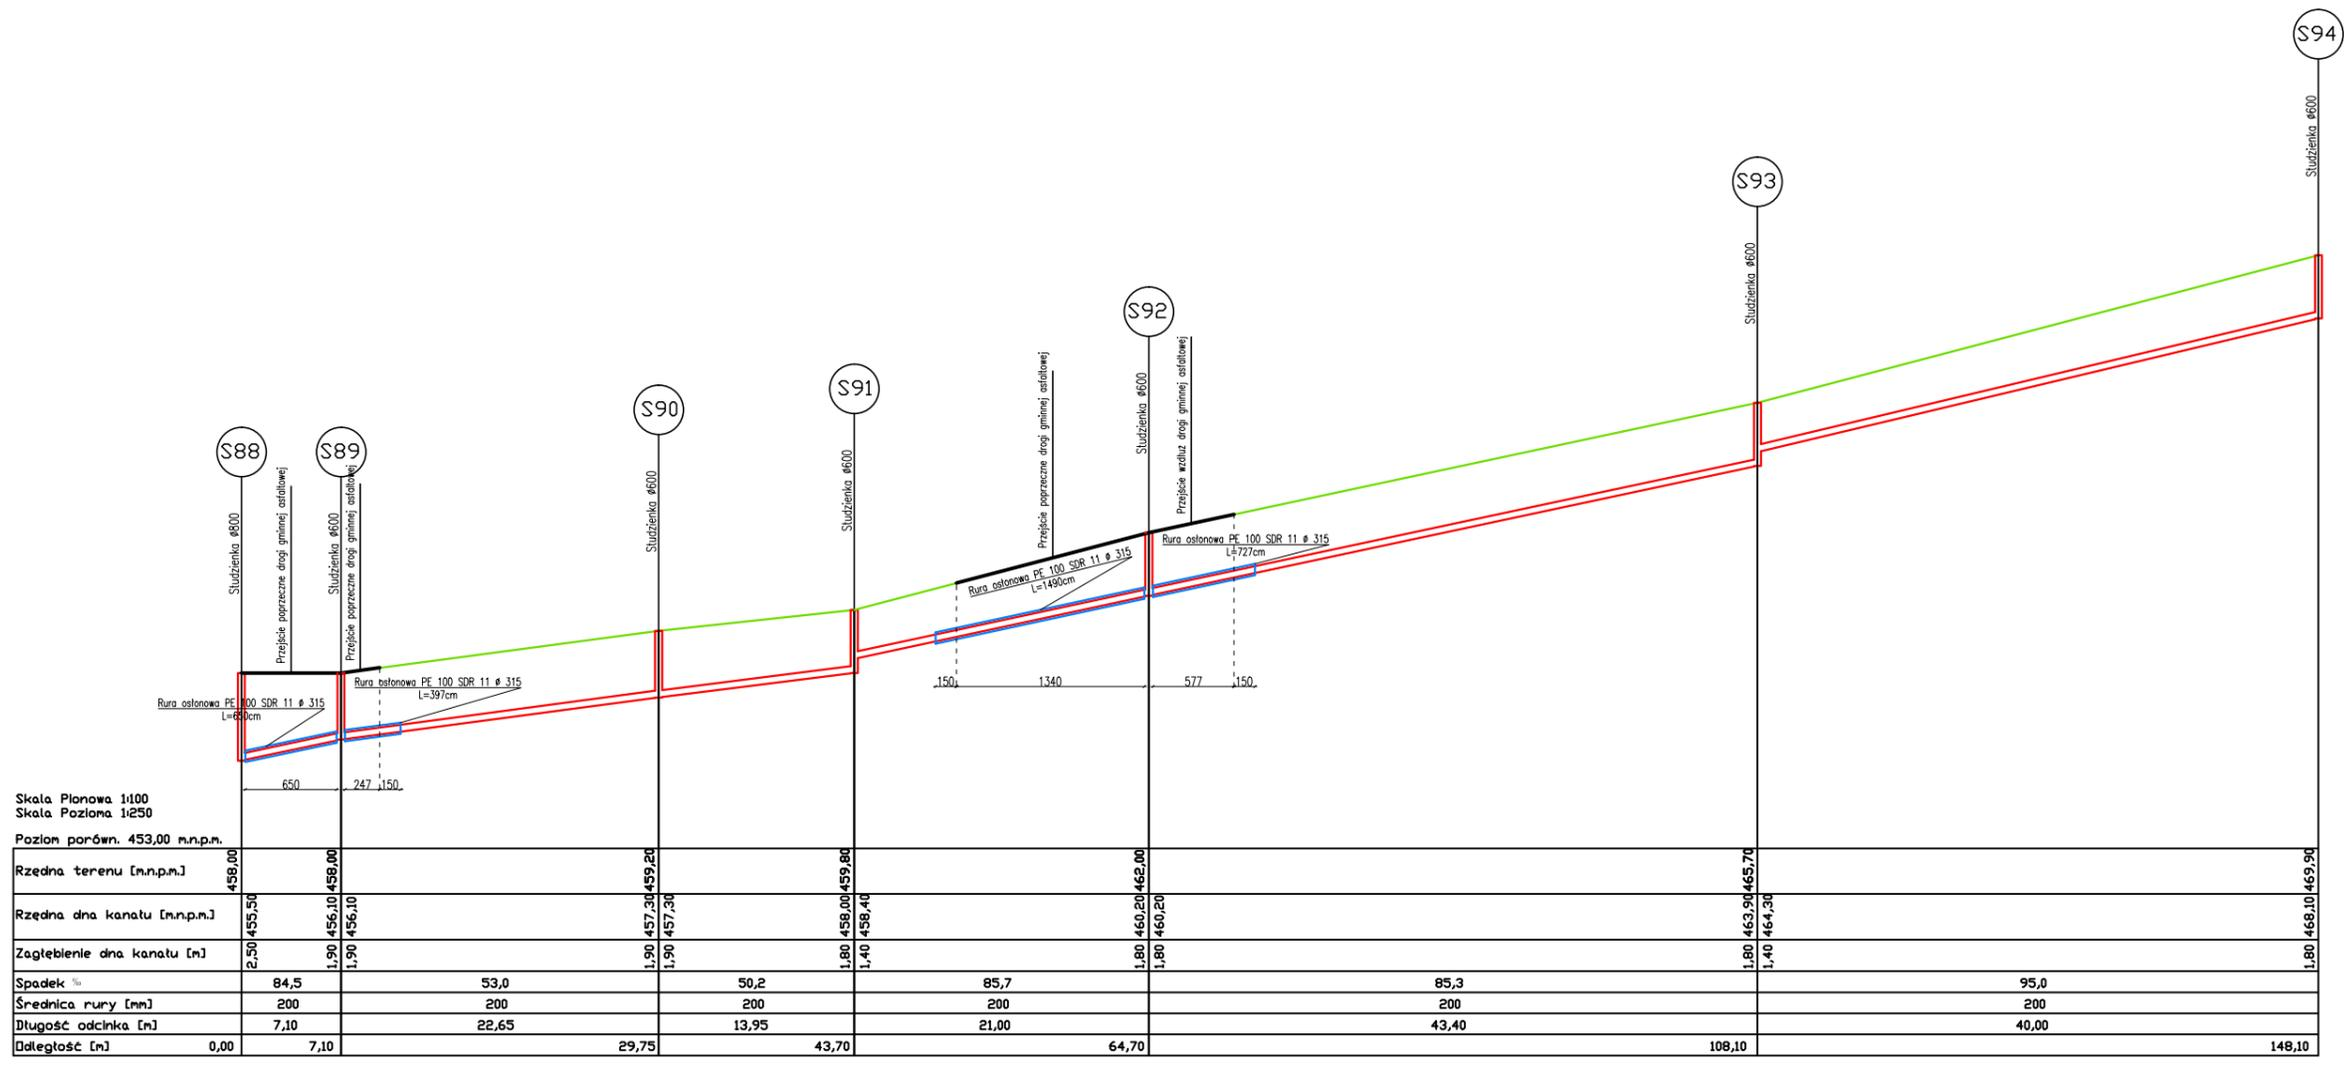 S94
Studzienka ø600
S93
Studzienka ø600
S92
Studzienka ø600
Przejście poprzeczne drogi gminnej asfaltowej
Przejście wzdłuz drogi gminnej asfaltowej
S91
Studzienka ø600
S90
Studzienka ø600
S88
S89
Studzienka ø800
Przejście poprzeczne drogi gminnej asfaltowej
Studzienka ø600
Przejście poprzeczne drogi gminnej asfaltowej
Rura osłonowa PE 100 SDR 11 ø 315
L=1490cm
Rura osłonowa PE 100 SDR 11 ø 315
L=727cm
Rura osłonowa PE 100 SDR 11 ø 315
L=397cm
Rura osłonowa PE 100 SDR 11 ø 315
L=650cm
150 1340 577 150
650 247 150
Skala Pionowa 1:100
Skala Pozioma 1:250
Poziom porówn. 453,00 m.n.p.m.
Rzędna terenu [m.n.p.m.] 458,00 458,00 459,20 459,80 462,00 465,70 469,90
Rzędna dna kanału [m.n.p.m.] 455,50 456,10 456,10 457,30 457,30 458,00 458,40 460,20 460,20 463,90 464,30 468,10
Zagłębienie dna kanału [m] 2,50 1,90 1,90 1,90 1,90 1,80 1,40 1,80 1,80 1,80 1,40 1,80
Spadek ‰ 84,5 53,0 50,2 85,7 85,3 95,0
Średnica rury [mm] 200 200 200 200 200 200
Długość odcinka [m] 7,10 22,65 13,95 21,00 43,40 40,00
Odległość [m] 0,00 7,10 29,75 43,70 64,70 108,10 148,10